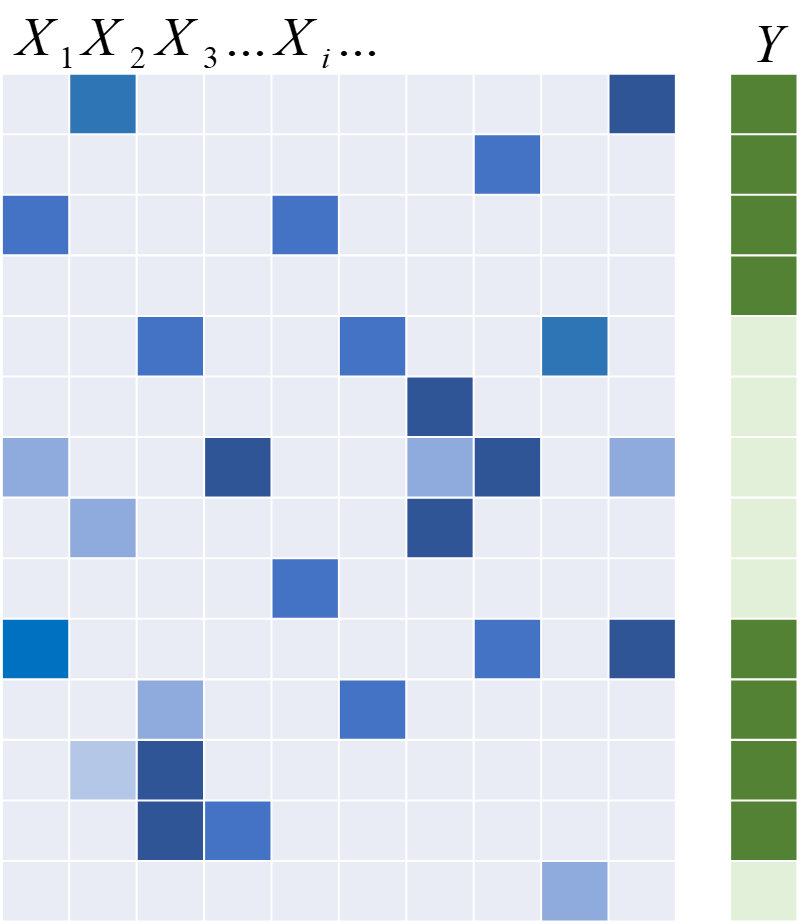 X₁ X₂ X₃ ... Xᵢ ... Y